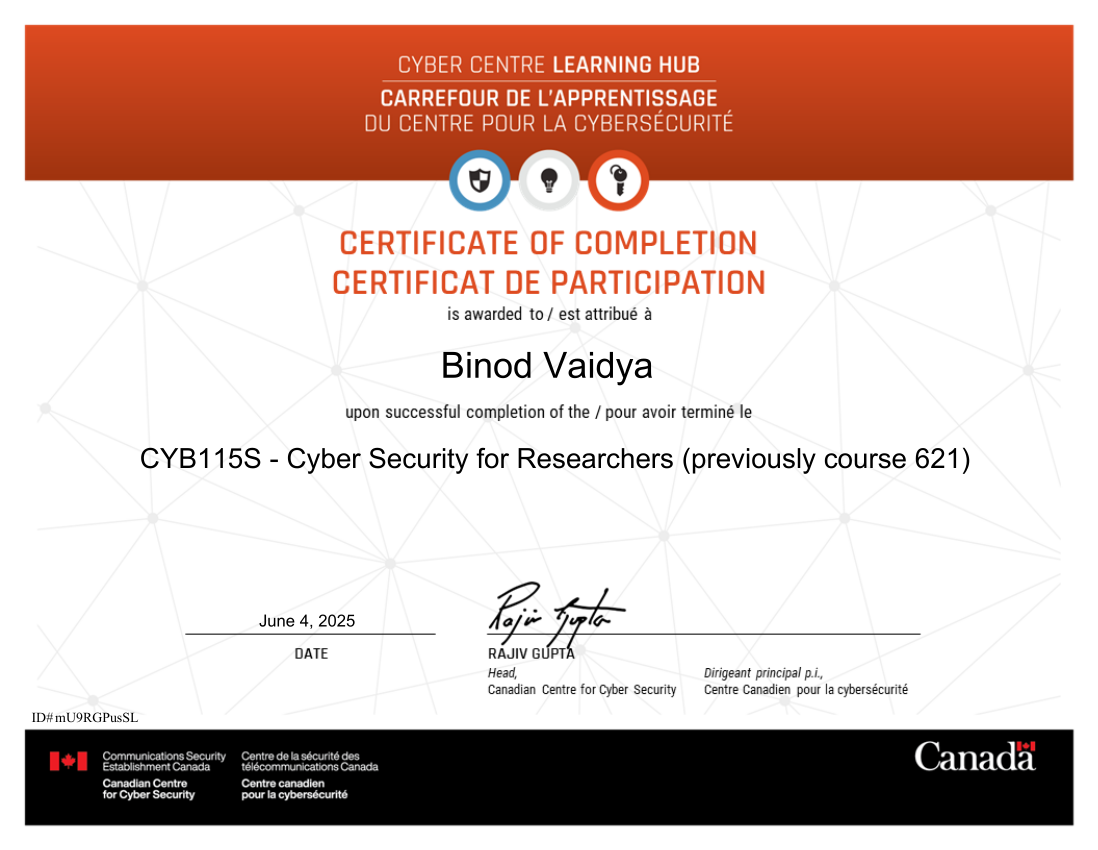 CYBER CENTRE LEARNING HUB
CARREFOUR DE L'APPRENTISSAGE
DU CENTRE POUR LA CYBERSÉCURITÉ
CERTIFICATE OF COMPLETION
CERTIFICAT DE PARTICIPATION
is awarded to / est attribué à
Binod Vaidya
upon successful completion of the / pour avoir terminé le
CYB115S - Cyber Security for Researchers (previously course 621)
June 4, 2025
DATE
Rajiv Gupta
RAJIV GUPTA
Head,
Canadian Centre for Cyber Security
Dirigeant principal p.i.,
Centre Canadien pour la cybersécurité
ID#mU9RGPusSL
Communications Security
Establishment Canada
Canadian Centre
for Cyber Security
Centre de la sécurité des
télécommunications Canada
Centre canadien
pour la cybersécurité
Canada